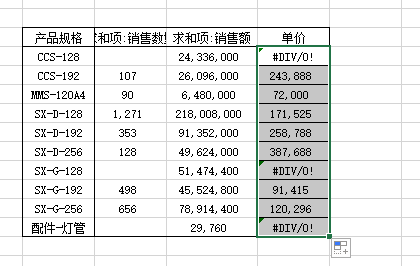 产品规格 求和项:销售数 求和项:销售额 单价
CCS-128 24,336,000 #DIV/0!
CCS-192 107 26,096,000 243,888
MMS-120A4 90 6,480,000 72,000
SX-D-128 1,271 218,008,000 171,525
SX-D-192 353 91,352,000 258,788
SX-D-256 128 49,624,000 387,688
SX-G-128 51,474,400 #DIV/0!
SX-G-192 498 45,524,800 91,415
SX-G-256 656 78,914,400 120,296
配件-灯管 29,760 #DIV/0!